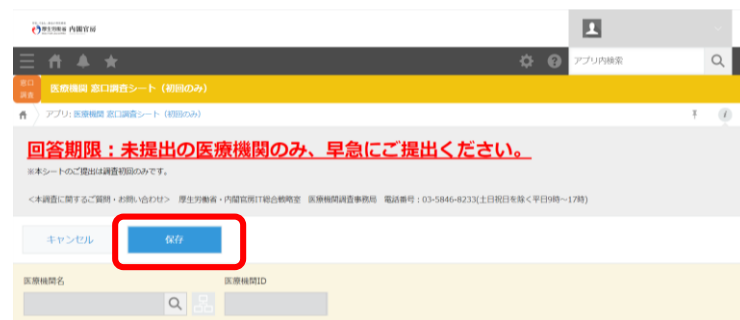 厚生労働省 内閣官房
アプリ内検索
窓口
調査
医療機関 窓口調査シート（初回のみ）
アプリ: 医療機関 窓口調査シート（初回のみ）
回答期限：未提出の医療機関のみ、早急にご提出ください。
※本シートのご提出は調査初回のみです。
＜本調査に関するご質問・お問い合わせ＞ 厚生労働省・内閣官房IT総合戦略室 医療機関調査事務局 電話番号：03-5846-8233(土日祝日を除く平日9時～17時)
キャンセル
保存
医療機関名
医療機関ID